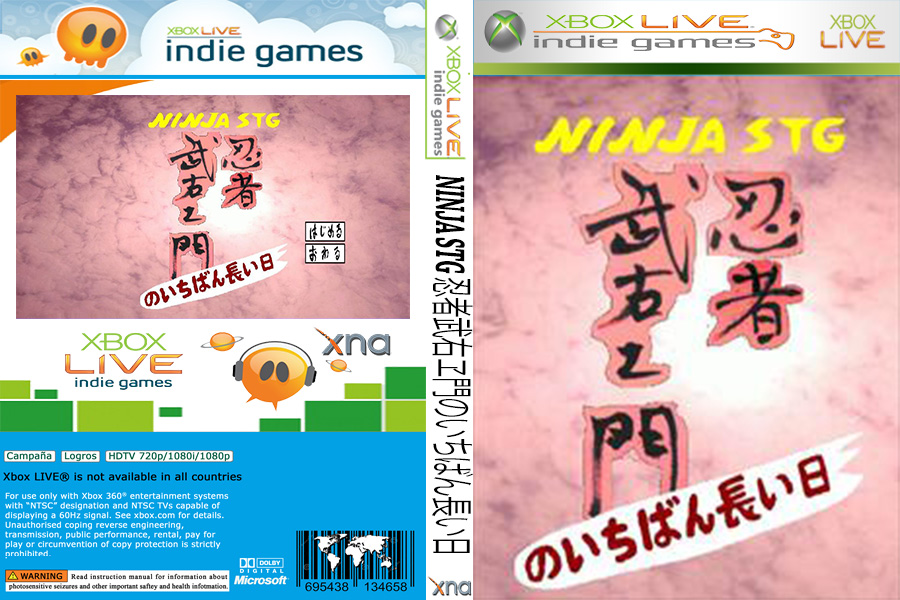 XBOX LIVE
indie games
NINJA STG
忍者
武右エ門
はじめる
おわる
のいちばん長い日
XBOX
LIVE
indie games
xna
Campaña Logros HDTV 720p/1080i/1080p
Xbox LIVE® is not available in all countries
For use only with Xbox 360® entertainment systems
with “NTSC” designation and NTSC TVs capable of
displaying a 60Hz signal. See xbox.com for details.
Unauthorised coping reverse engineering,
transmission, public performance, rental, pay for
play or circumvention of copy protection is strictly
prohibited.
WARNING Read instruction manual for information about
photosensitive seizures and other important saftey and health infotmation.
DOLBY
DIGITAL
Microsoft
695438 134658
XBOX LIVE
indie games
NINJA STG 忍者武右エ門のいちばん長い日
xna
XBOX LIVE
indie games
XBOX
LIVE
NINJA STG
忍者
武右エ門
のいちばん長い日